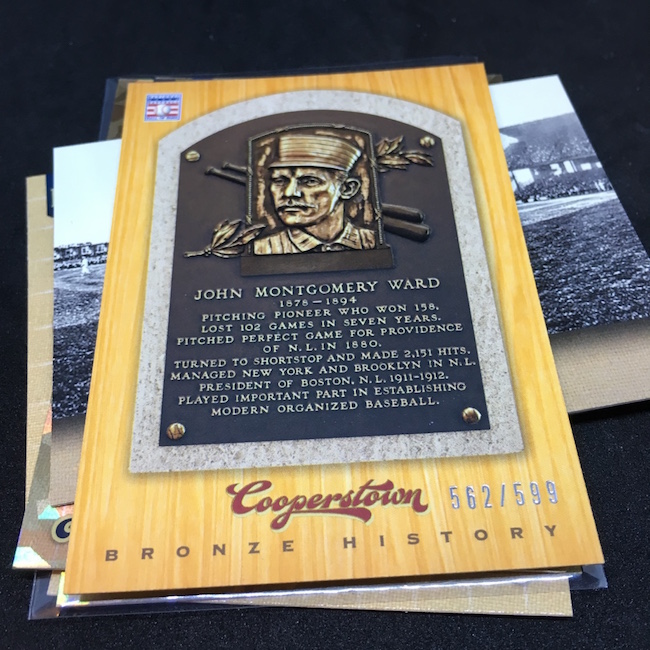 JOHN MONTGOMERY WARD
1878 – 1894
PITCHING PIONEER WHO WON 158,
LOST 102 GAMES IN SEVEN YEARS.
PITCHED PERFECT GAME FOR PROVIDENCE
OF N.L. IN 1880.
TURNED TO SHORTSTOP AND MADE 2,151 HITS.
MANAGED NEW YORK AND BROOKLYN IN N.L.
PRESIDENT OF BOSTON, N.L. 1911-1912.
PLAYED IMPORTANT PART IN ESTABLISHING
MODERN ORGANIZED BASEBALL.
Cooperstown
562/599
BRONZE HISTORY